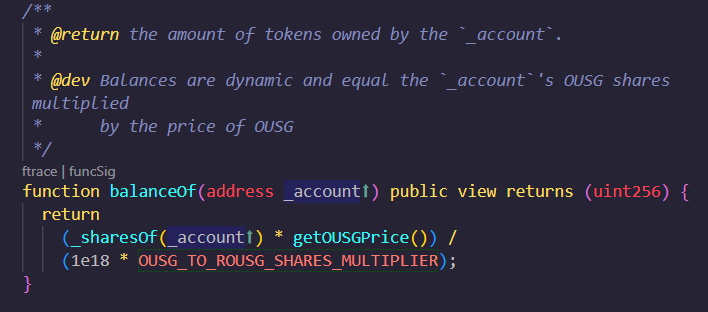 /**
* @return the amount of tokens owned by the `_account`.
*
* @dev Balances are dynamic and equal the `_account`'s OUSG shares
multiplied
*      by the price of OUSG
*/
ftrace | funcSig
function balanceOf(address _account↑) public view returns (uint256) {
return
(_sharesOf(_account↑) * getOUSGPrice()) /
(1e18 * OUSG_TO_ROUSG_SHARES_MULTIPLIER);
}